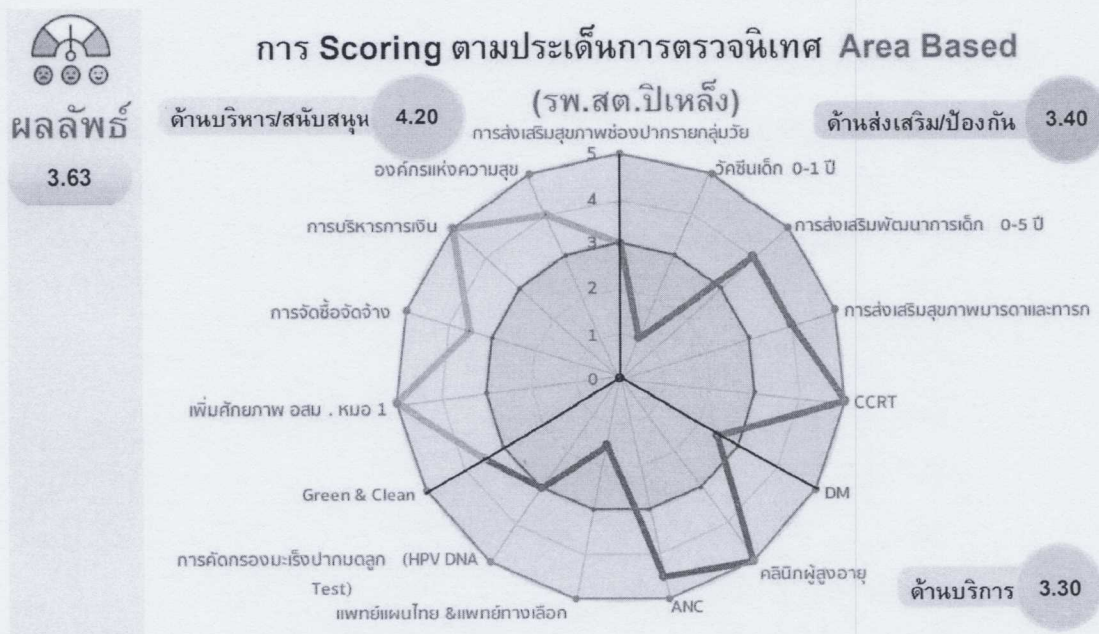 การ Scoring ตามประเด็นการตรวจนิเทศ Area Based
(รพ.สต.ปิเหล็ง)
ผลลัพธ์
3.63
ด้านบริหาร/สนับสนุน 4.20
ด้านส่งเสริม/ป้องกัน 3.40
การส่งเสริมสุขภาพช่องปากรายกลุ่มวัย
องค์กรแห่งความสุข
วัคซีนเด็ก 0-1 ปี
การบริหารการเงิน
การส่งเสริมพัฒนาการเด็ก 0-5 ปี
การจัดซื้อจัดจ้าง
การส่งเสริมสุขภาพมารดาและทารก
5
4
3
2
1
0
เพิ่มศักยภาพ อสม . หมอ 1
CCRT
Green & Clean
DM
การคัดกรองมะเร็งปากมดลูก (HPV DNA
Test)
คลินิกผู้สูงอายุ
แพทย์แผนไทย &แพทย์ทางเลือก
ANC
ด้านบริการ 3.30